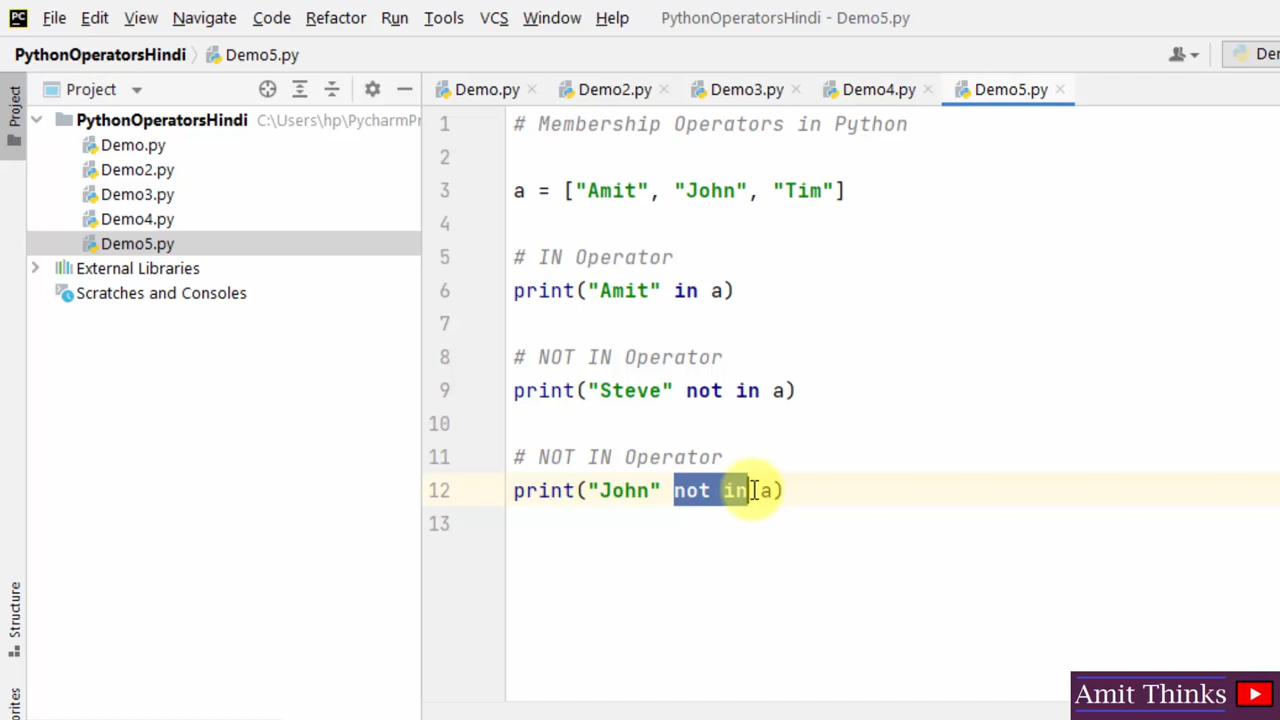 PC File Edit View Navigate Code Refactor Run Tools VCS Window Help PythonOperatorsHindi - Demo5.py
PythonOperatorsHindi Demo5.py
Project
Project Demo.py Demo2.py Demo3.py Demo4.py Demo5.py
PythonOperatorsHindi C:\Users\hp\PycharmPr
Demo.py
Demo2.py
Demo3.py
Demo4.py
Demo5.py
External Libraries
Scratches and Consoles
1 # Membership Operators in Python
2
3 a = ["Amit", "John", "Tim"]
4
5 # IN Operator
6 print("Amit" in a)
7
8 # NOT IN Operator
9 print("Steve" not in a)
10
11 # NOT IN Operator
12 print("John" not in a)
13
Structure
Amit Thinks